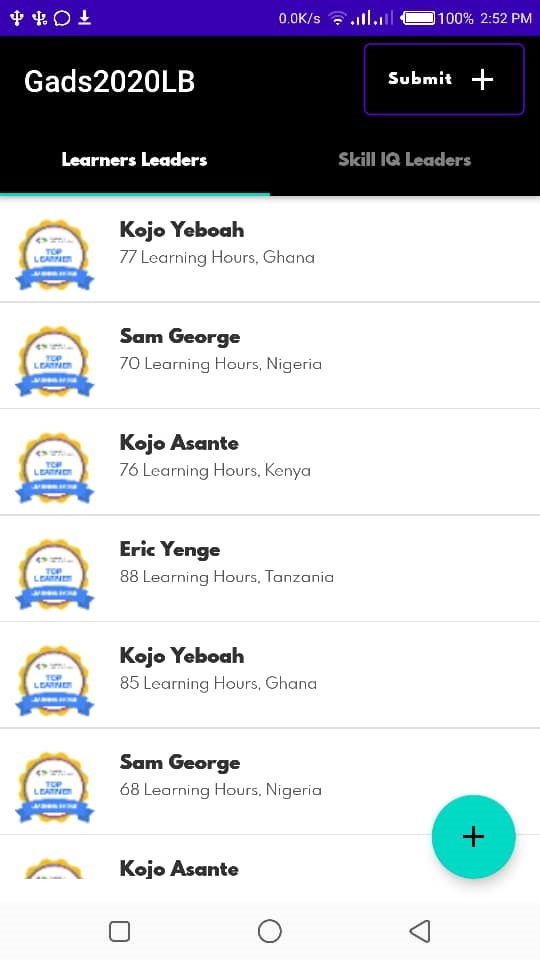 0.0K/s 100% 2:52 PM
Gads2020LB
Submit
Learners Leaders
Skill IQ Leaders
Kojo Yeboah
77 Learning Hours, Ghana
TOP
LEARNER
Sam George
70 Learning Hours, Nigeria
TOP
LEARNER
Kojo Asante
76 Learning Hours, Kenya
TOP
LEARNER
Eric Yenge
88 Learning Hours, Tanzania
TOP
LEARNER
Kojo Yeboah
85 Learning Hours, Ghana
TOP
LEARNER
Sam George
68 Learning Hours, Nigeria
TOP
LEARNER
Kojo Asante